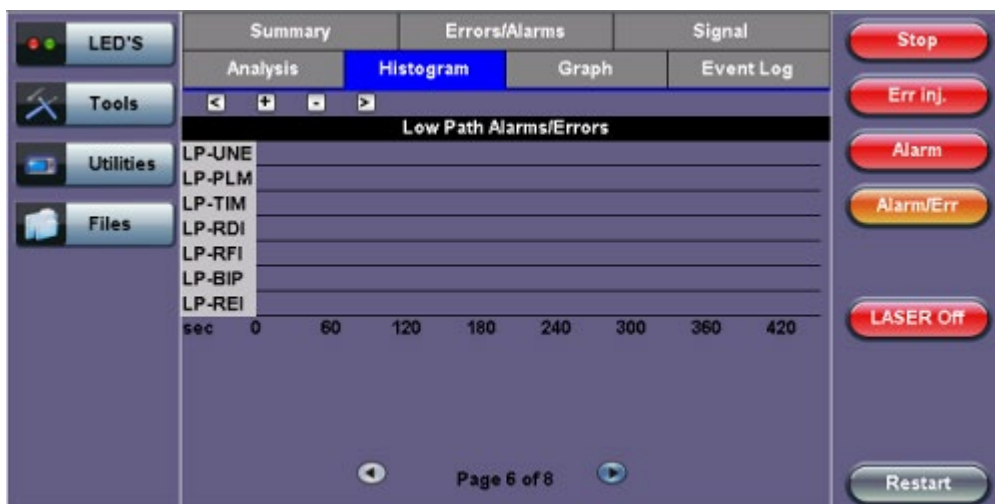 LED'S
Tools
Utilities
Files
Summary Errors/Alarms Signal
Analysis Histogram Graph Event Log
< + - >
Low Path Alarms/Errors
LP-UNE
LP-PLM
LP-TIM
LP-RDI
LP-RFI
LP-BIP
LP-REI
sec 0 60 120 180 240 300 360 420
Page 6 of 8
Stop
Err Inj.
Alarm
Alarm/Err
LASER Off
Restart